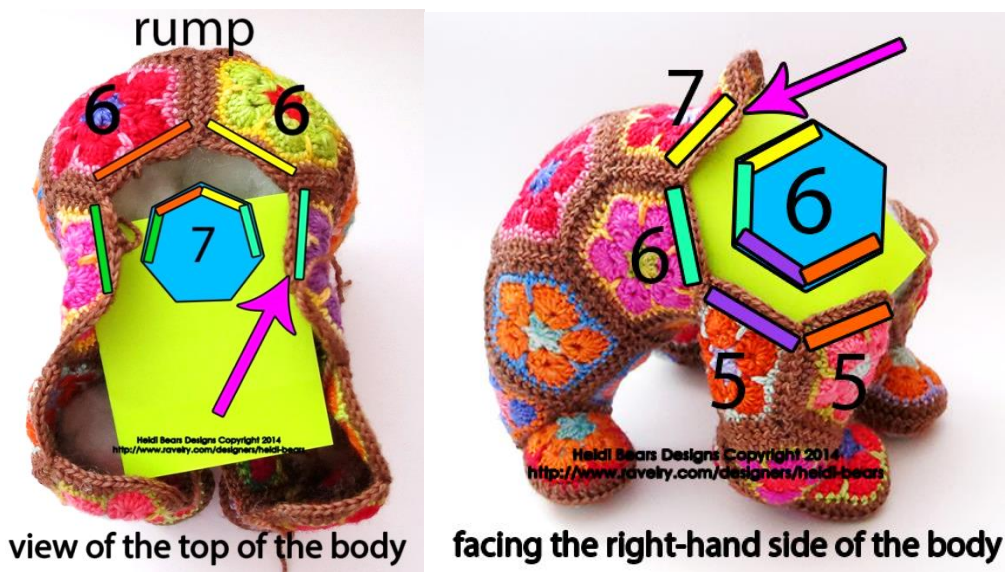 rump
6 6
7
Heidi Bears Designs Copyright 2014
http://www.ravelry.com/designers/heidi-bears
view of the top of the body
7
6
6
5 5
Heidi Bears Designs Copyright 2014
http://www.ravelry.com/designers/heidi-bears
facing the right-hand side of the body